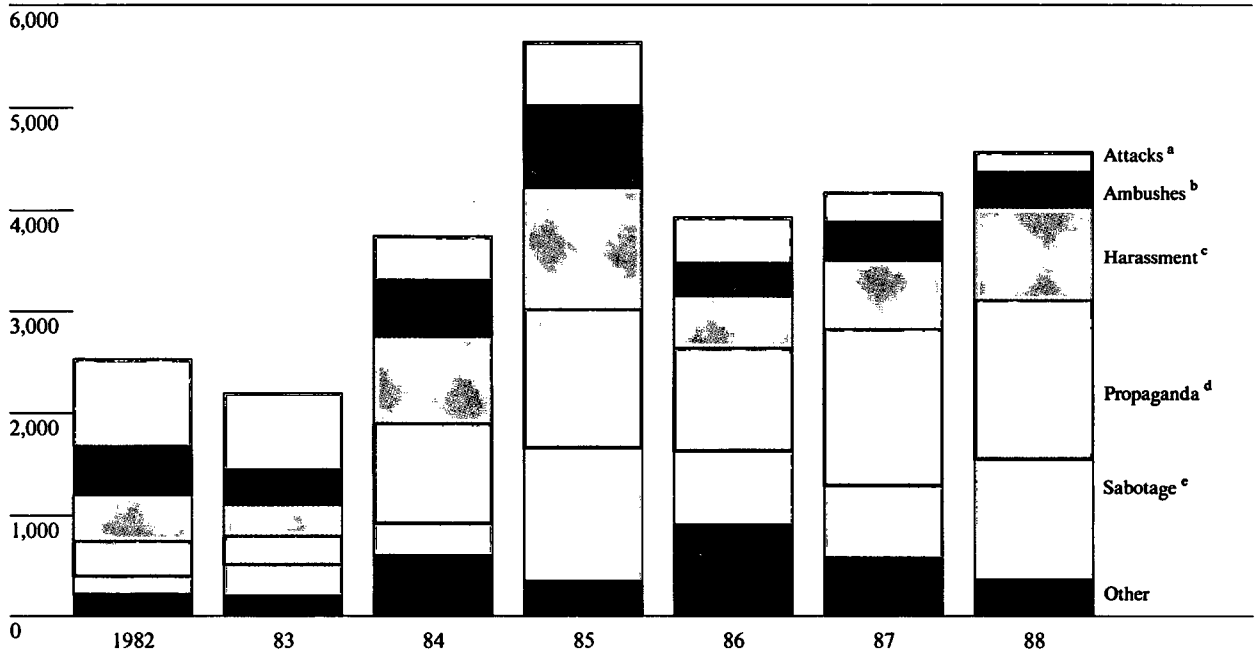 6,000
5,000
4,000
3,000
2,000
1,000
0
Attacks a
Ambushes b
Harassment c
Propaganda d
Sabotage e
Other
1982 83 84 85 86 87 88